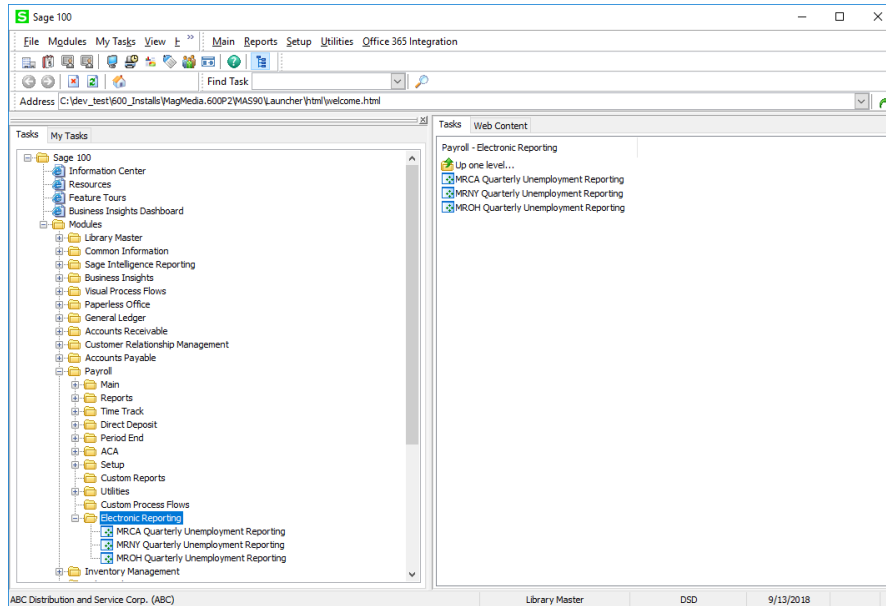 Sage 100
File Modules My Tasks View H » Main Reports Setup Utilities Office 365 Integration
Find Task
Address C:\dev_test\600_Installs\MagMedia.600P2\MAS90\Launcher\html\welcome.html
Tasks My Tasks
Sage 100
Information Center
Resources
Feature Tours
Business Insights Dashboard
Modules
Library Master
Common Information
Sage Intelligence Reporting
Business Insights
Visual Process Flows
Paperless Office
General Ledger
Accounts Receivable
Customer Relationship Management
Accounts Payable
Payroll
Main
Reports
Time Track
Direct Deposit
Period End
ACA
Setup
Custom Reports
Utilities
Custom Process Flows
Electronic Reporting
MRCA Quarterly Unemployment Reporting
MRNY Quarterly Unemployment Reporting
MROH Quarterly Unemployment Reporting
Inventory Management
Tasks Web Content
Payroll - Electronic Reporting
Up one level...
MRCA Quarterly Unemployment Reporting
MRNY Quarterly Unemployment Reporting
MROH Quarterly Unemployment Reporting
ABC Distribution and Service Corp. (ABC) Library Master DSD 9/13/2018